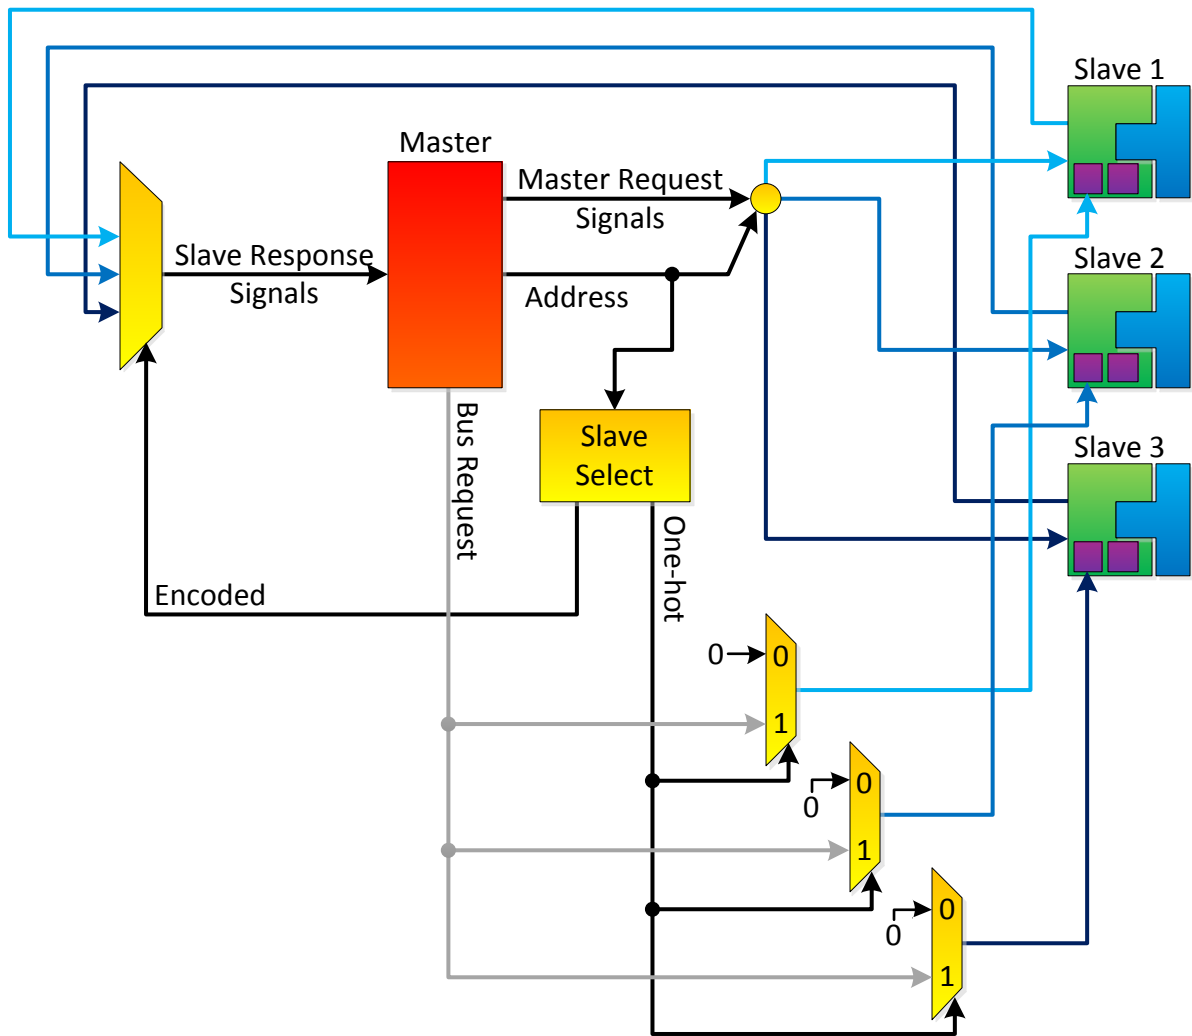 Slave 1
Master
Master Request
Signals
Slave Response
Signals
Address
Slave 2
Bus Request
Slave
Select
Slave 3
One-hot
Encoded
0
0
1
0
0
1
0
0
1